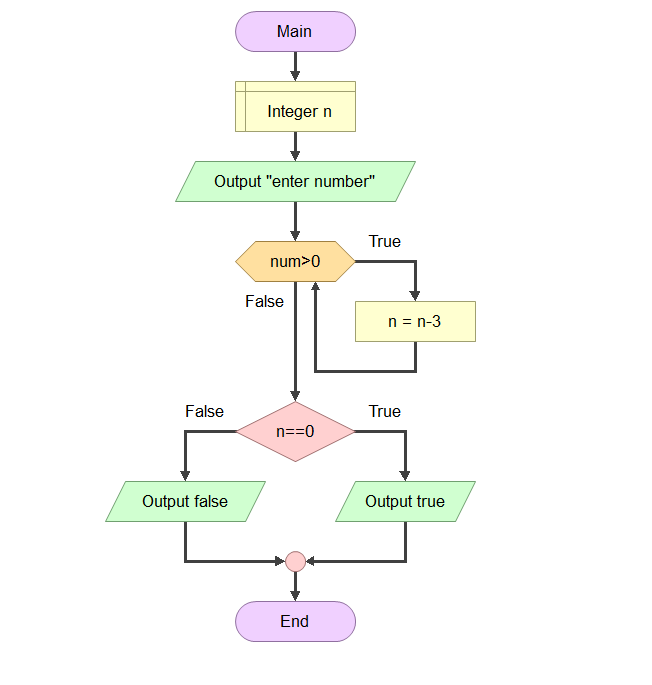 Main
Integer n
Output "enter number"
num>0
True
False
n = n-3
False
True
n==0
Output false
Output true
End